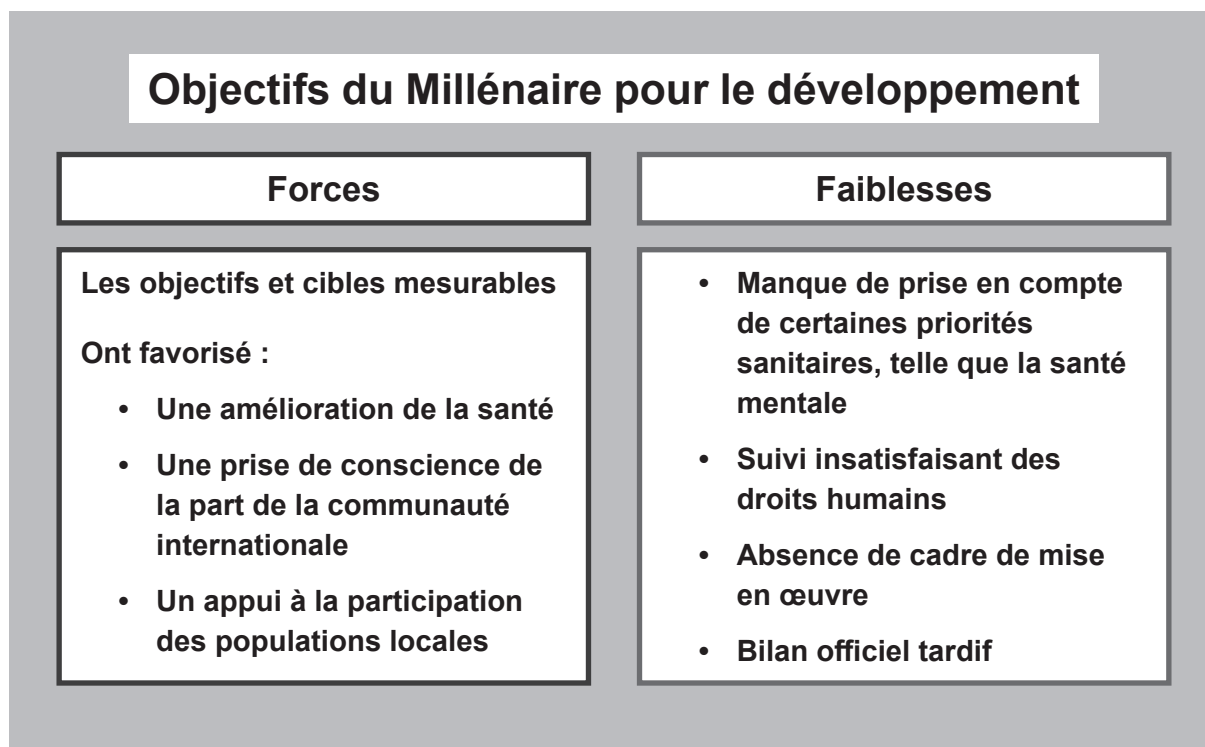 Objectifs du Millénaire pour le développement
Forces
Les objectifs et cibles mesurables
Ont favorisé :
• Une amélioration de la santé
• Une prise de conscience de
la part de la communauté
internationale
• Un appui à la participation
des populations locales
Faiblesses
• Manque de prise en compte
de certaines priorités
sanitaires, telle que la santé
mentale
• Suivi insatisfaisant des
droits humains
• Absence de cadre de mise
en œuvre
• Bilan officiel tardif